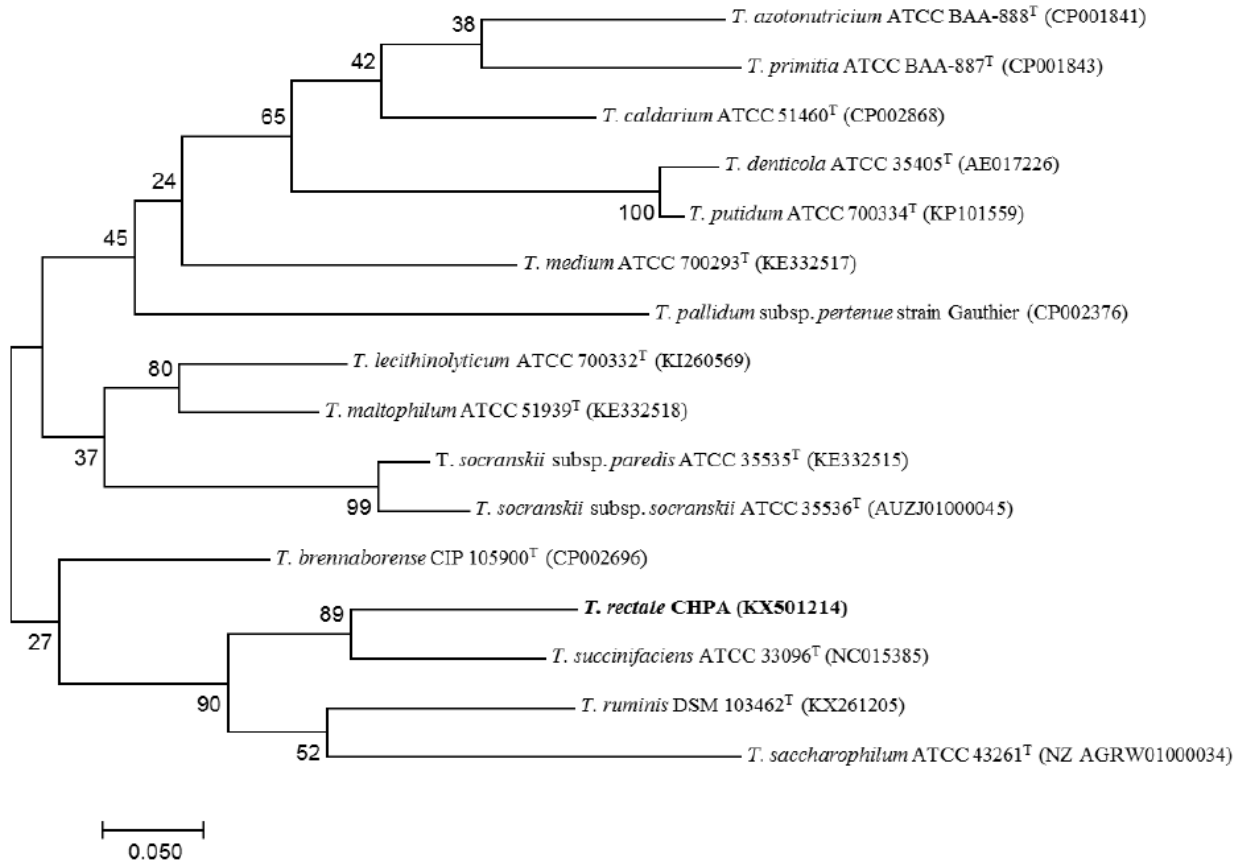 38
T. azotonutricium ATCC BAA-888ᵀ (CP001841)
42
T. primitia ATCC BAA-887ᵀ (CP001843)
65
T. caldarium ATCC 51460ᵀ (CP002868)
24
T. denticola ATCC 35405ᵀ (AE017226)
100
T. putidum ATCC 700334ᵀ (KP101559)
45
T. medium ATCC 700293ᵀ (KE332517)
T. pallidum subsp. pertenue strain Gauthier (CP002376)
80
T. lecithinolyticum ATCC 700332ᵀ (KI260569)
T. maltophilum ATCC 51939ᵀ (KE332518)
37
T. socranskii subsp. paredis ATCC 35535ᵀ (KE332515)
99
T. socranskii subsp. socranskii ATCC 35536ᵀ (AUZJ01000045)
T. brennaborense CIP 105900ᵀ (CP002696)
27
89
T. rectale CHPA (KX501214)
T. succinifaciens ATCC 33096ᵀ (NC015385)
90
T. ruminis DSM 103462ᵀ (KX261205)
52
T. saccharophilum ATCC 43261ᵀ (NZ AGRW01000034)
0.050